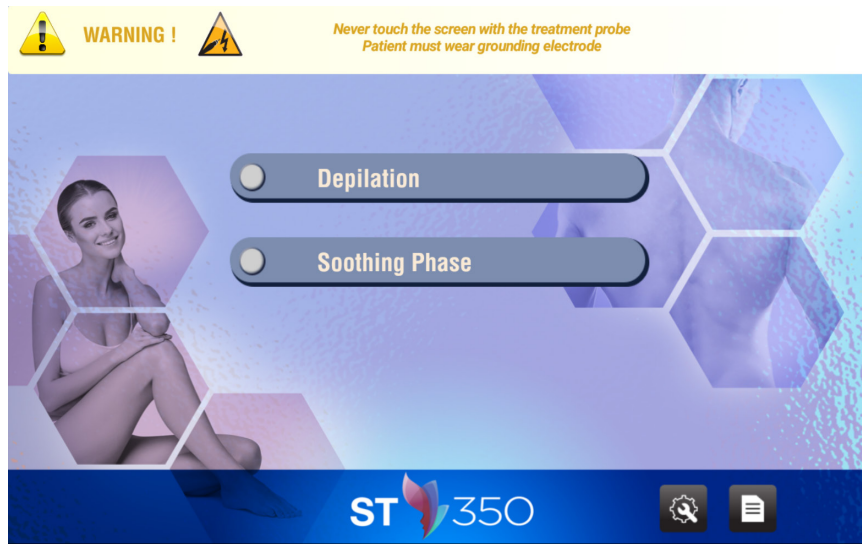 WARNING !
Never touch the screen with the treatment probe
Patient must wear grounding electrode
Depilation
Soothing Phase
ST 350